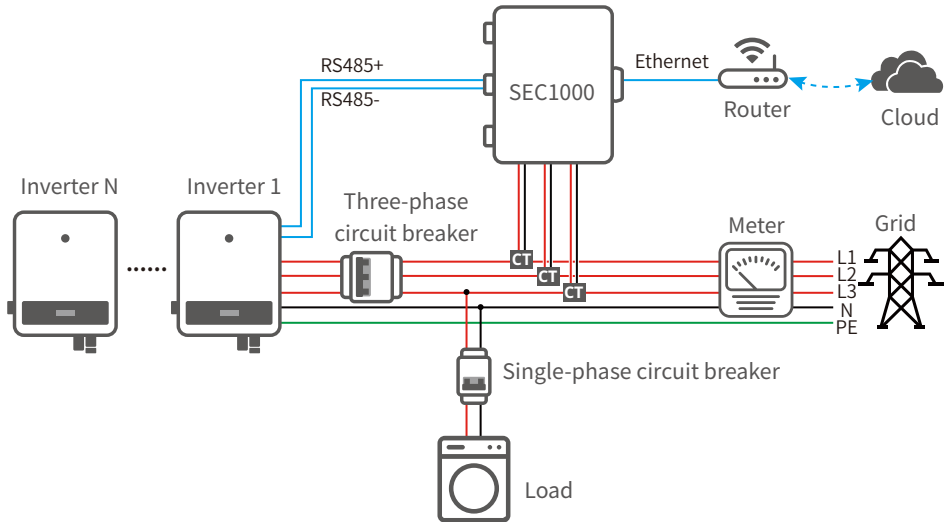 RS485+
RS485-
SEC1000
Ethernet
Router
Cloud
Inverter N
Inverter 1
Three-phase
circuit breaker
Meter
Grid
CT
CT
CT
L1
L2
L3
N
PE
Single-phase circuit breaker
Load